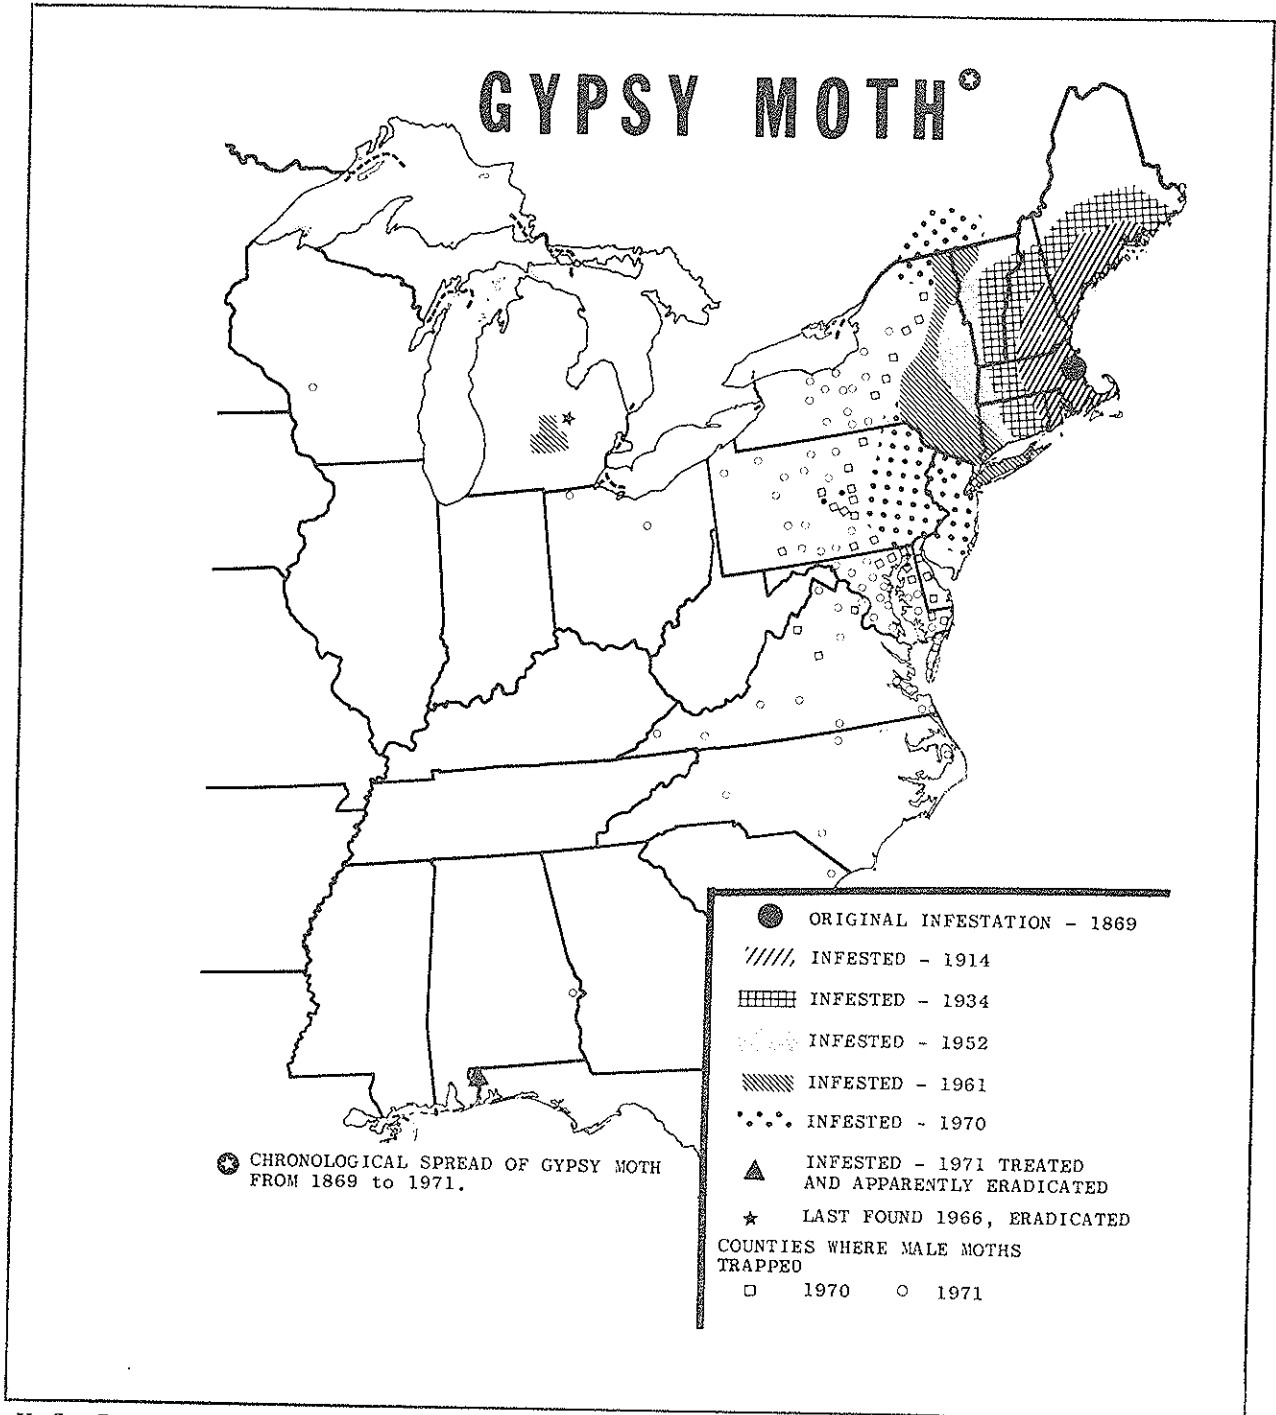 GYPSY MOTH
ORIGINAL INFESTATION - 1869
INFESTED - 1914
INFESTED - 1934
INFESTED - 1952
INFESTED - 1961
INFESTED - 1970
INFESTED - 1971 TREATED
AND APPARENTLY ERADICATED
LAST FOUND 1966, ERADICATED
COUNTIES WHERE MALE MOTHS
TRAPPED
1970 1971
CHRONOLOGICAL SPREAD OF GYPSY MOTH
FROM 1869 to 1971.